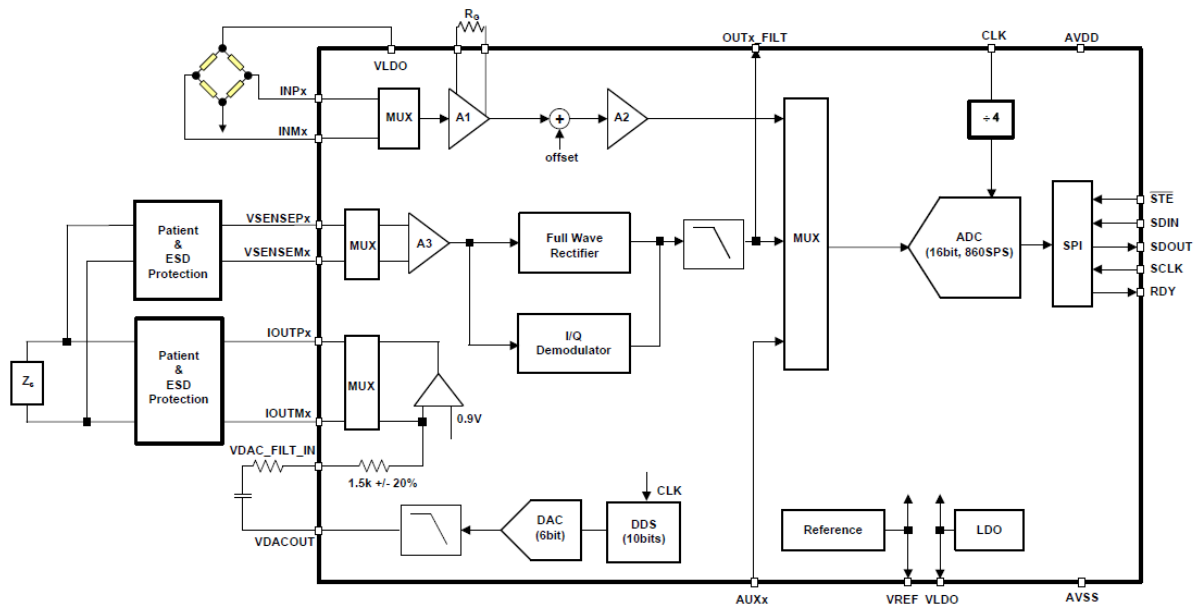 RG
OUTx_FILT
CLK
AVDD
VLDO
INPx
INMx
MUX
A1
+
A2
offset
÷4
Patient
&
ESD
Protection
VSENSEPx
VSENSEMx
MUX
A3
Full Wave
Rectifier
I/Q
Demodulator
MUX
ADC
(16bit, 860SPS)
SPI
STE
SDIN
SDOUT
SCLK
RDY
Patient
&
ESD
Protection
IOUTPx
IOUTMx
MUX
0.9V
VDAC_FILT_IN
1.5k +/- 20%
VDACOUT
DAC
(6bit)
CLK
DDS
(10bits)
Reference
LDO
AUXx
VREF
VLDO
AVSS